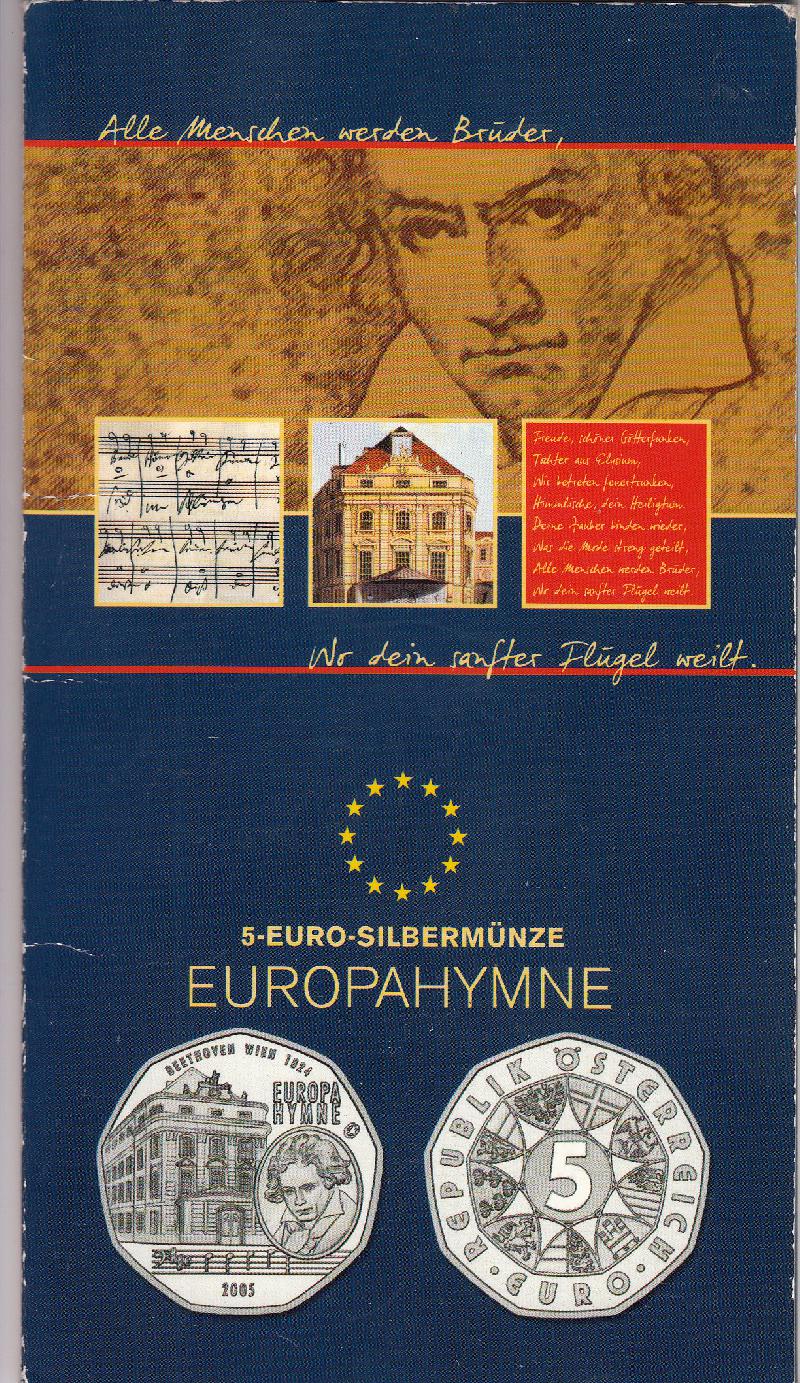 Alle Menschen werden Brüder,
Freude, schöner Götterfunken,
Tochter aus Elysium,
Wir betreten feuertrunken,
Himmlische, dein Heiligtum.
Deine Zauber binden wieder,
Was die Mode streng geteilt,
Alle Menschen werden Brüder,
Wo dein sanfter Flügel weilt.
Wo dein sanfter Flügel weilt.
5-EURO-SILBERMÜNZE
EUROPAHYMNE
BEETHOVEN WIEN 1824
EUROPA
HYMNE
2005
REPUBLIK ÖSTERREICH
5
· EURO ·